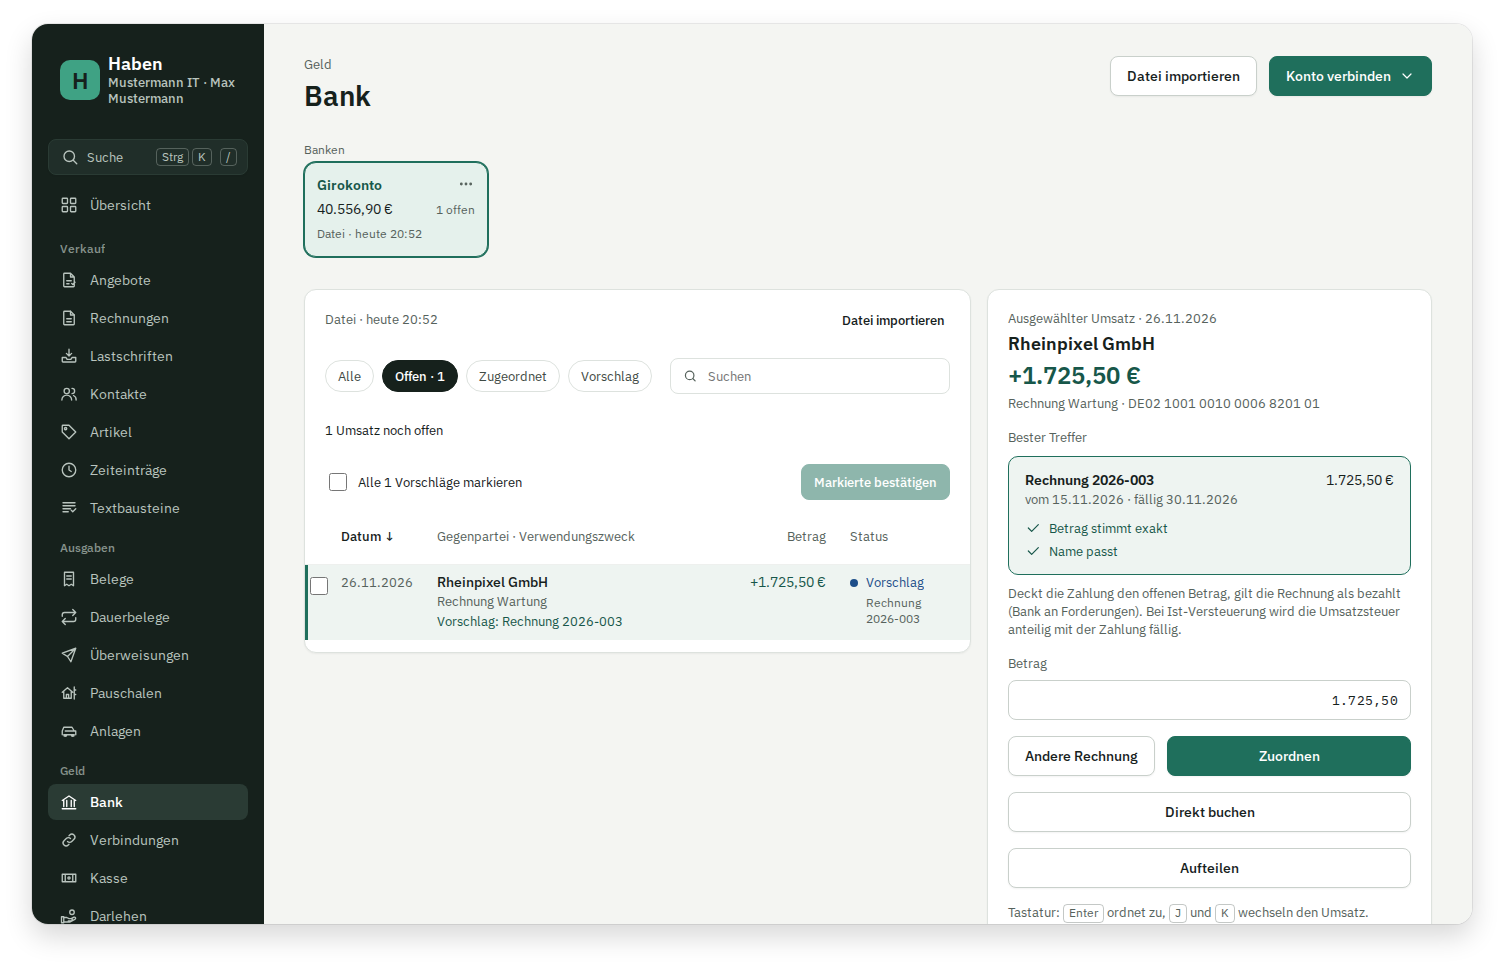 H
Haben
Mustermann IT · Max
Mustermann
Suche Strg K /
Übersicht
Verkauf
Angebote
Rechnungen
Lastschriften
Kontakte
Artikel
Zeiteinträge
Textbausteine
Ausgaben
Belege
Dauerbelege
Überweisungen
Pauschalen
Anlagen
Geld
Bank
Verbindungen
Kasse
Darlehen
Geld
Bank
Datei importieren
Konto verbinden
Banken
Girokonto
40.556,90 € 1 offen
Datei · heute 20:52
Datei · heute 20:52 Datei importieren
Alle Offen · 1 Zugeordnet Vorschlag Suchen
1 Umsatz noch offen
Alle 1 Vorschläge markieren Markierte bestätigen
Datum ↓ Gegenpartei · Verwendungszweck Betrag Status
26.11.2026 Rheinpixel GmbH +1.725,50 € Vorschlag
Rechnung Wartung Rechnung
Vorschlag: Rechnung 2026-003 2026-003
Ausgewählter Umsatz · 26.11.2026
Rheinpixel GmbH
+1.725,50 €
Rechnung Wartung · DE02 1001 0010 0006 8201 01
Bester Treffer
Rechnung 2026-003 1.725,50 €
vom 15.11.2026 · fällig 30.11.2026
Betrag stimmt exakt
Name passt
Deckt die Zahlung den offenen Betrag, gilt die Rechnung als bezahlt
(Bank an Forderungen). Bei Ist-Versteuerung wird die Umsatzsteuer
anteilig mit der Zahlung fällig.
Betrag
1.725,50
Andere Rechnung Zuordnen
Direkt buchen
Aufteilen
Tastatur: Enter ordnet zu, J und K wechseln den Umsatz.